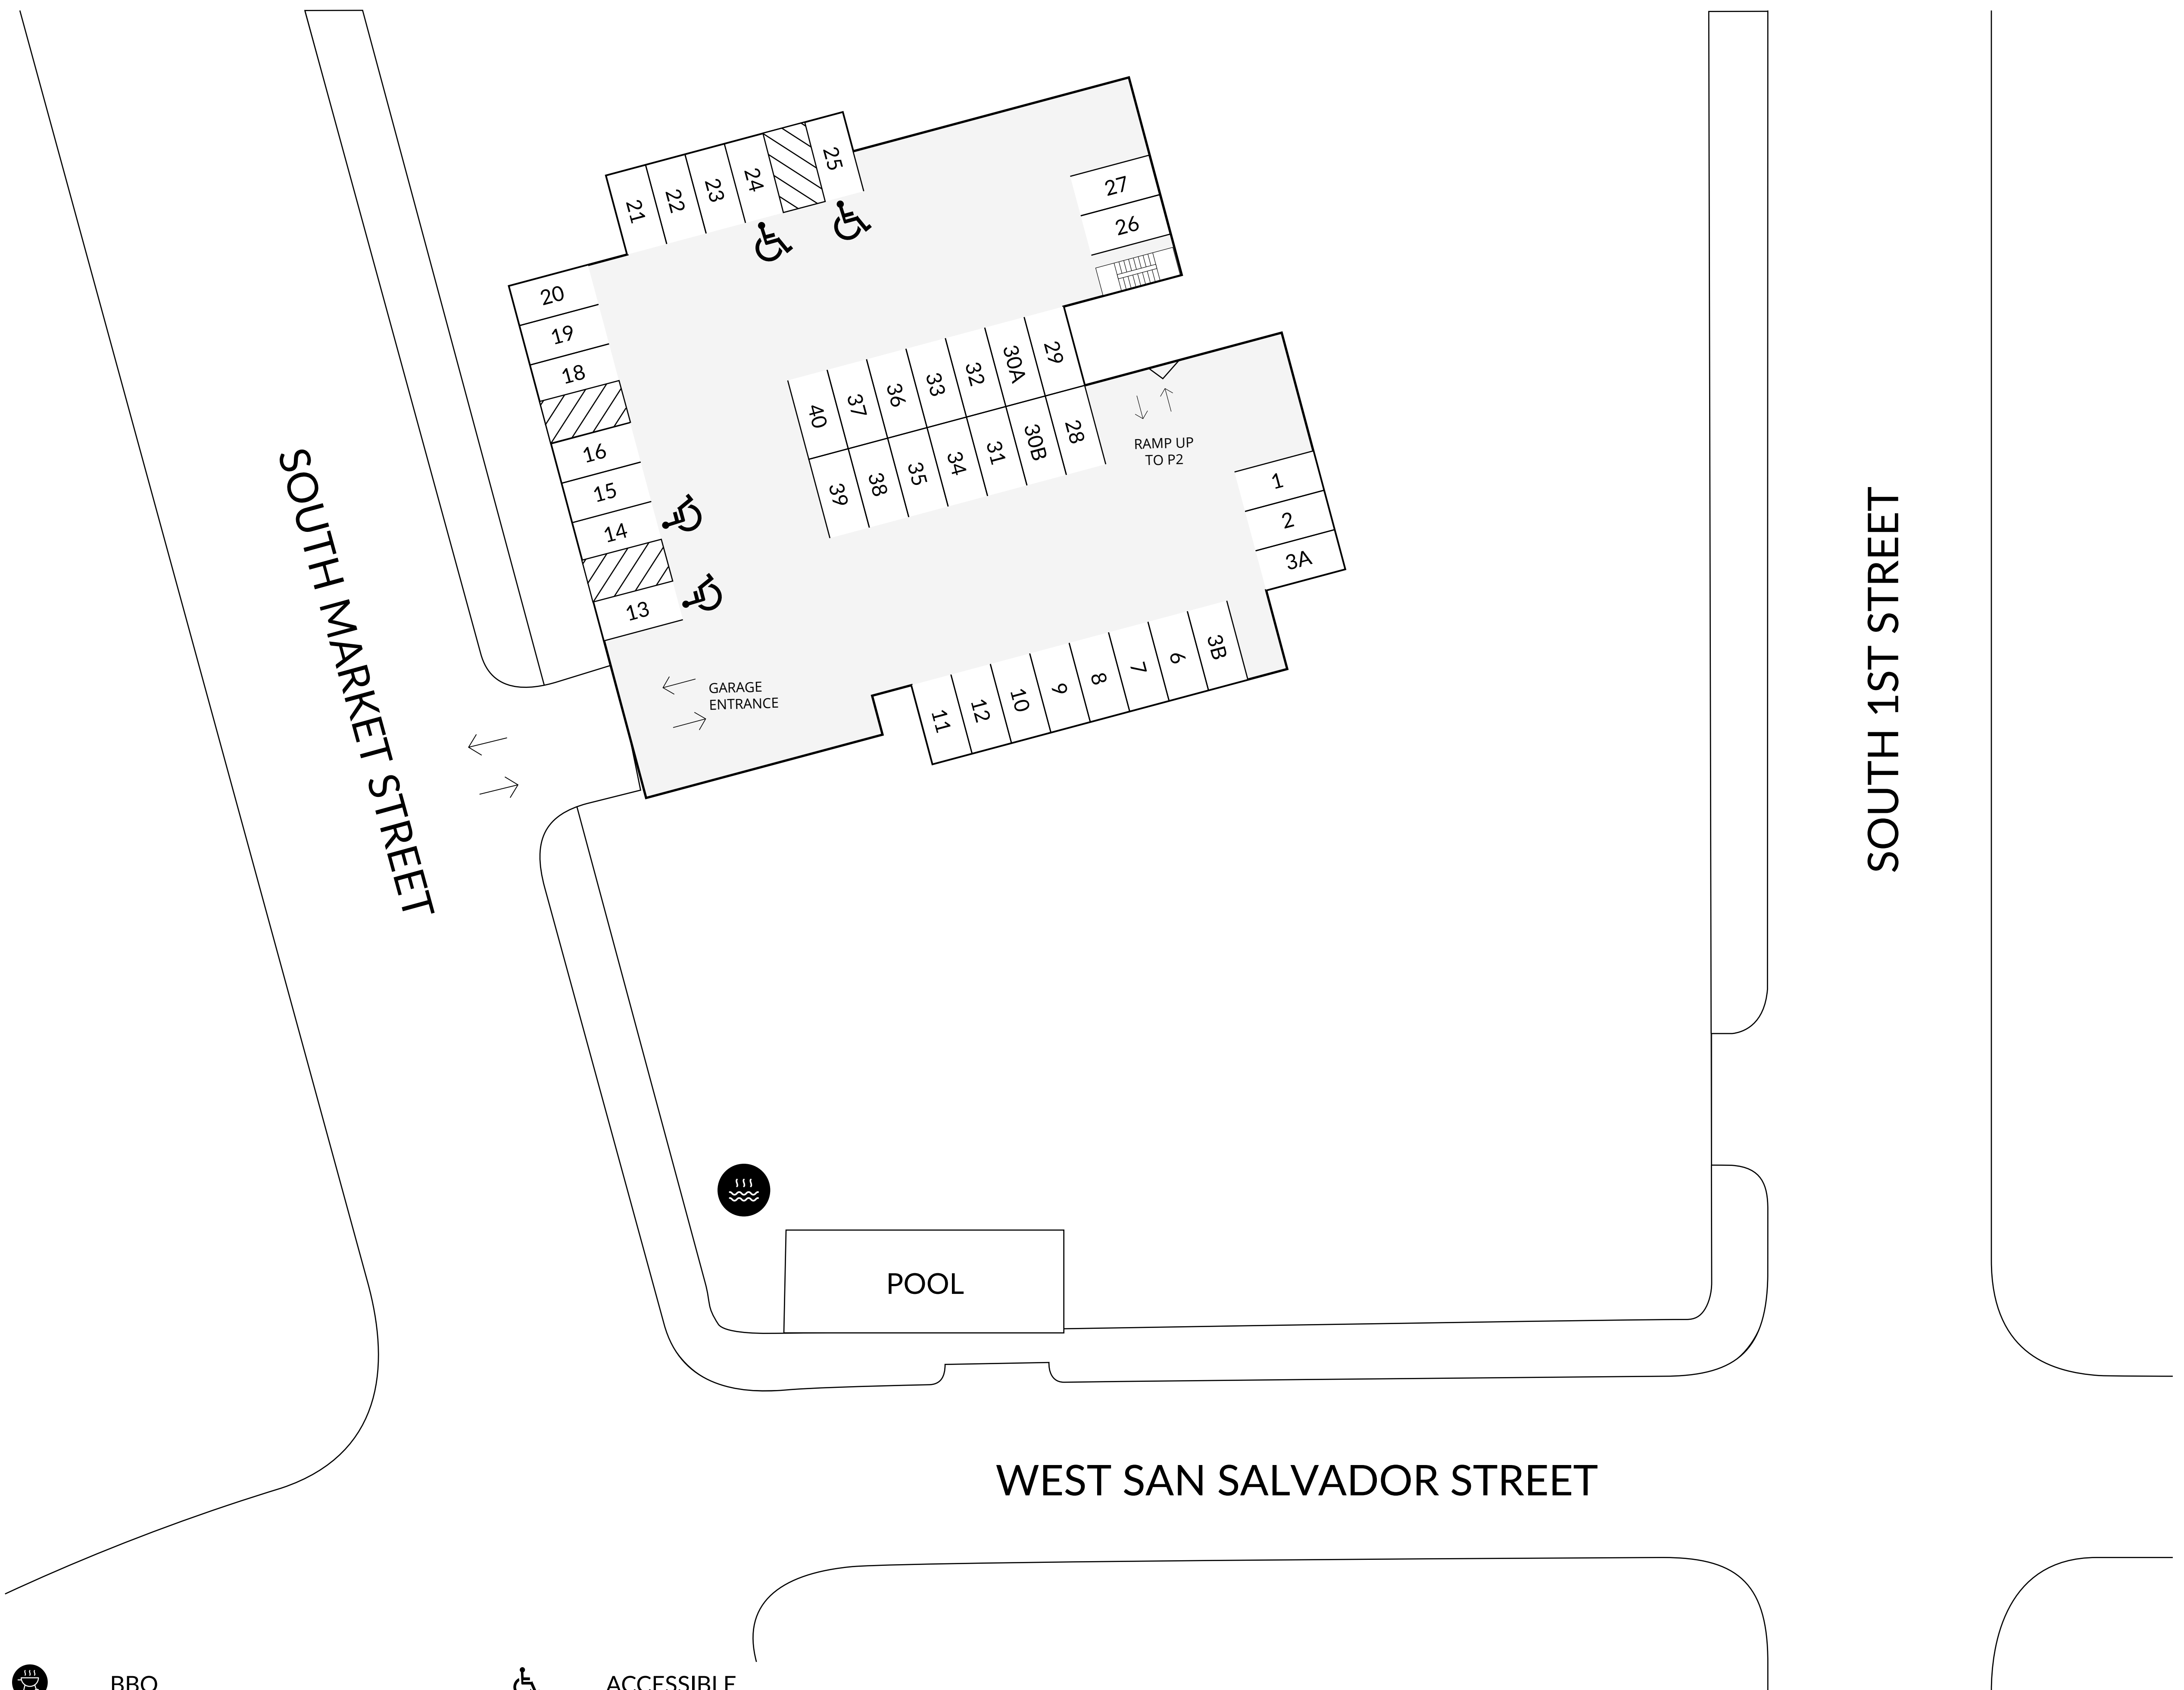 25
24
23
22
21
27
26
20
19
18
16
15
14
13
40
37
36
33
32
30A
29
39
38
35
34
31
30B
28
RAMP UP
TO P2
1
2
3A
3B
6
7
8
9
10
12
11
GARAGE
ENTRANCE
SOUTH MARKET STREET
SOUTH 1ST STREET
POOL
WEST SAN SALVADOR STREET
BBQ
ACCESSIBLE